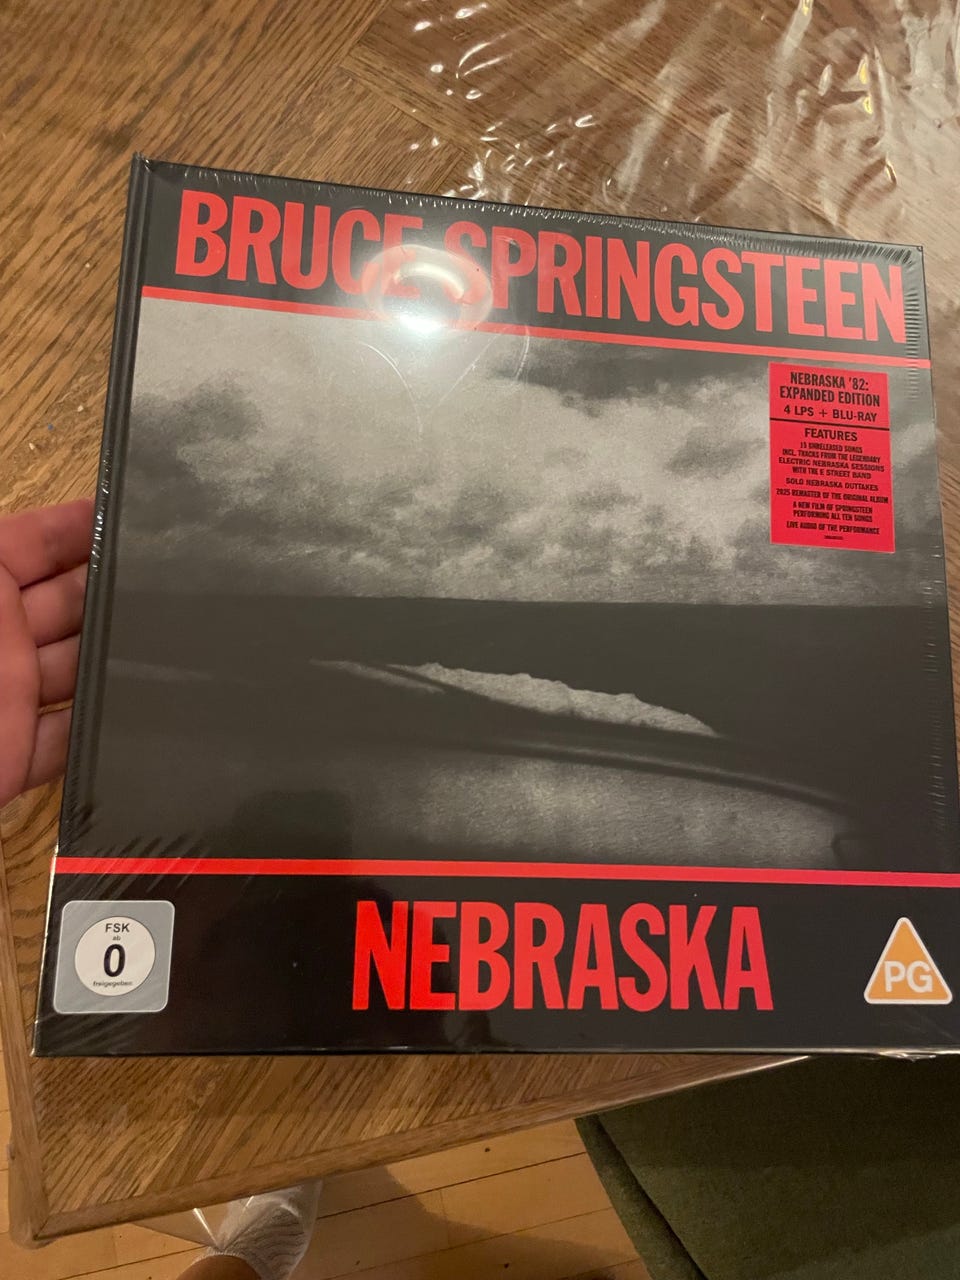 BRUCE SPRINGSTEEN
NEBRASKA '82:
EXPANDED EDITION
4 LPS + BLU-RAY
FEATURES
INCL. TRACKS FROM THE LEGENDARY
ELECTRIC NEBRASKA SESSIONS
WITH THE E STREET BAND
SOLO NEBRASKA OUTTAKES
2025 REMASTER OF THE ORIGINAL ALBUM
A NEW FILM OF SPRINGSTEEN
PERFORMING ALL TEN SONGS
LIVE AUDIO OF THE PERFORMANCE
FSK
ab
0
freigegeben
NEBRASKA
PG